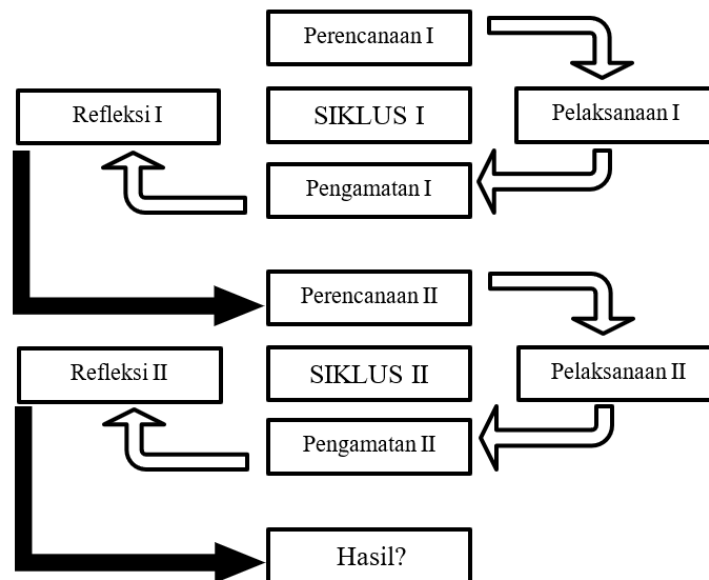 Perencanaan I
Refleksi I
SIKLUS I
Pelaksanaan I
Pengamatan I
Perencanaan II
Refleksi II
SIKLUS II
Pelaksanaan II
Pengamatan II
Hasil?